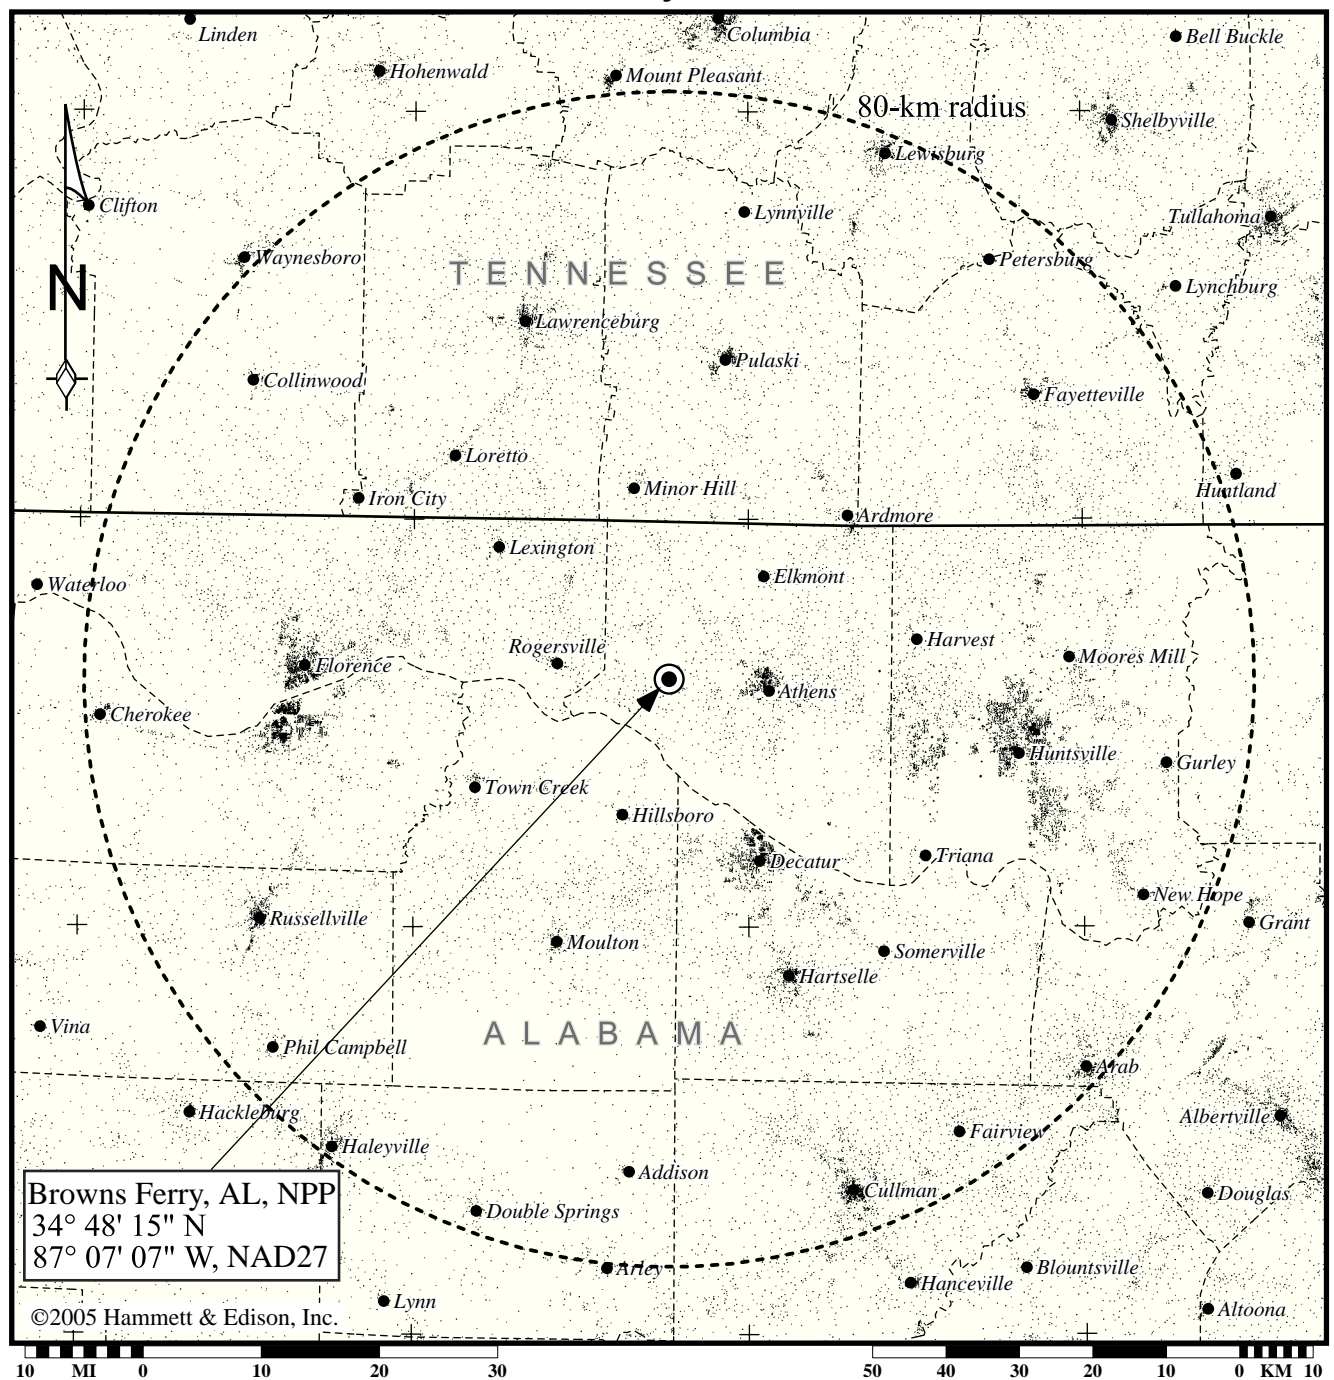 Linden
Columbia
Bell Buckle
Hohenwald
Mount Pleasant
80-km radius
Shelbyville
Lewisburg
Clifton
Lynnville
Tullahoma
Waynesboro
Petersburg
TENNESSEE
N
Lynchburg
Lawrenceburg
Pulaski
Collinwood
Fayetteville
Loretto
Minor Hill
Huntland
Iron City
Ardmore
Lexington
Waterloo
Elkmont
Rogersville
Harvest
Florence
Moores Mill
Athens
Cherokee
Huntsville
Gurley
Town Creek
Hillsboro
Decatur
Triana
New Hope
Russellville
Grant
Moulton
Somerville
Hartselle
Vina
ALABAMA
Phil Campbell
Arab
Hackleburg
Albertville
Haleyville
Fairview
Addison
Cullman
Douglas
Browns Ferry, AL, NPP
34° 48' 15" N
87° 07' 07" W, NAD27
Double Springs
Arley
Blountsville
Hanceville
Lynn
Altoona
©2005 Hammett & Edison, Inc.
10 MI 0 10 20 30
50 40 30 20 10 0 KM 10